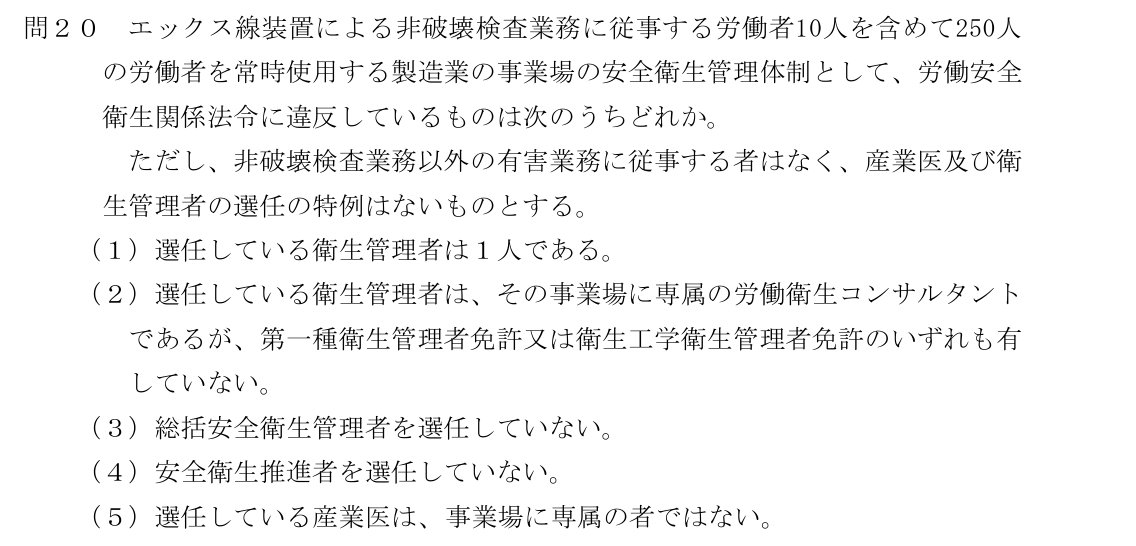 問２０　エックス線装置による非破壊検査業務に従事する労働者10人を含めて250人
の労働者を常時使用する製造業の事業場の安全衛生管理体制として、労働安全
衛生関係法令に違反しているものは次のうちどれか。
ただし、非破壊検査業務以外の有害業務に従事する者はなく、産業医及び衛
生管理者の選任の特例はないものとする。
（１）選任している衛生管理者は１人である。
（２）選任している衛生管理者は、その事業場に専属の労働衛生コンサルタント
であるが、第一種衛生管理者免許又は衛生工学衛生管理者免許のいずれも有
していない。
（３）総括安全衛生管理者を選任していない。
（４）安全衛生推進者を選任していない。
（５）選任している産業医は、事業場に専属の者ではない。